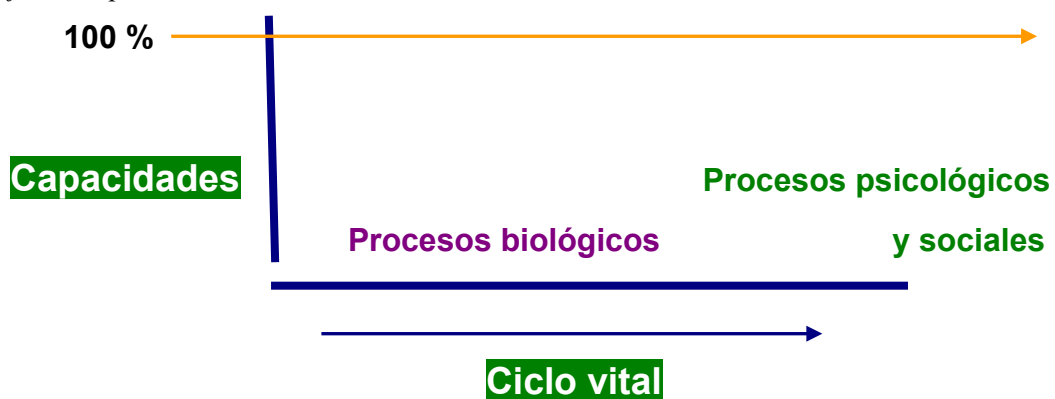 100 %
Capacidades
Procesos psicológicos
Procesos biológicos
y sociales
Ciclo vital